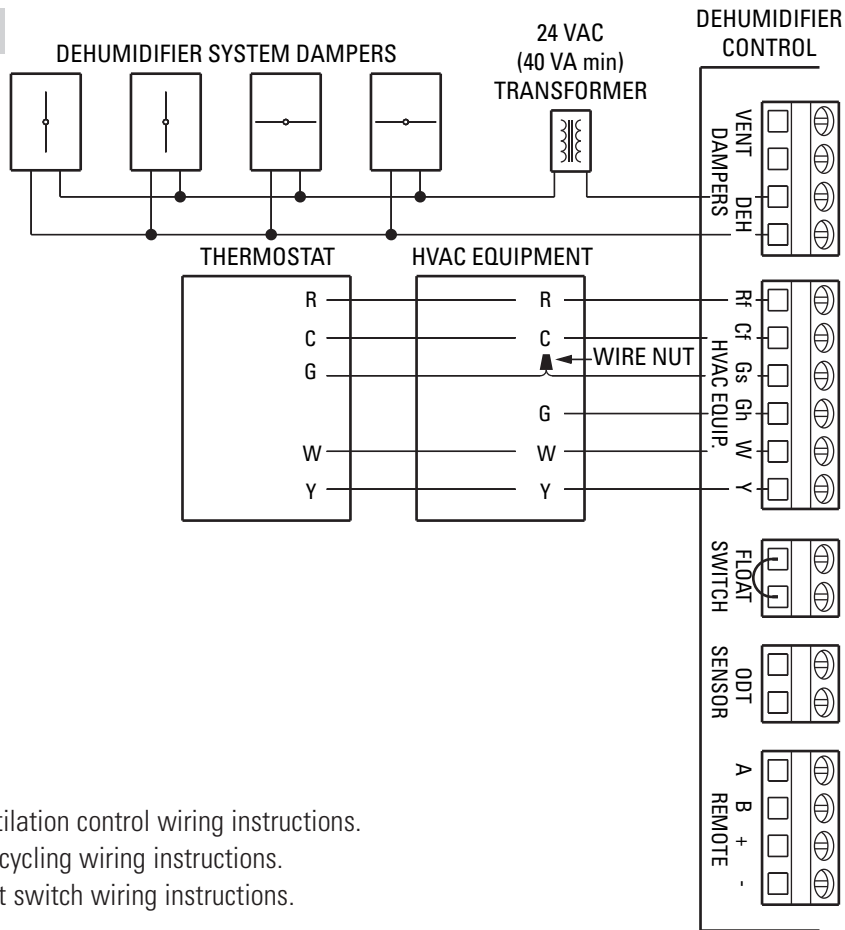 DEHUMIDIFIER
CONTROL
24 VAC
(40 VA min)
TRANSFORMER
DEHUMIDIFIER SYSTEM DAMPERS
VENT
DEH
DAMPERS
THERMOSTAT
HVAC EQUIPMENT
R
R
Rf
C
C
Cf
WIRE NUT
G
Gs
G
Gh
W
W
W
Y
Y
Y
HVAC EQUIP.
FLOAT
SWITCH
ODT
SENSOR
A
B
+
-
REMOTE
tilation control wiring instructions.
cycling wiring instructions.
t switch wiring instructions.